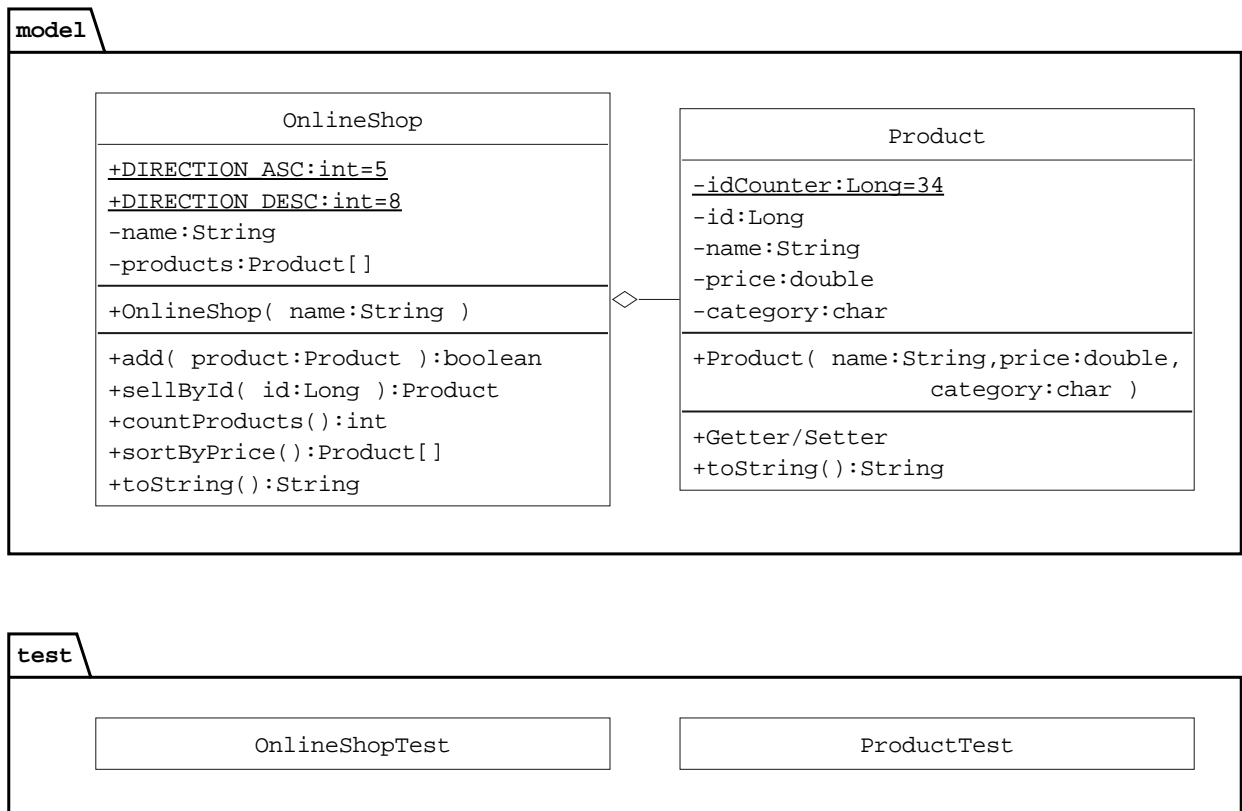 model
OnlineShop
+DIRECTION_ASC:int=5
+DIRECTION_DESC:int=8
-name:String
-products:Product[]
+OnlineShop( name:String )
+add( product:Product ):boolean
+sellById( id:Long ):Product
+countProducts():int
+sortByPrice():Product[]
+toString():String
Product
-idCounter:Long=34
-id:Long
-name:String
-price:double
-category:char
+Product( name:String,price:double,
category:char )
+Getter/Setter
+toString():String
test
OnlineShopTest
ProductTest